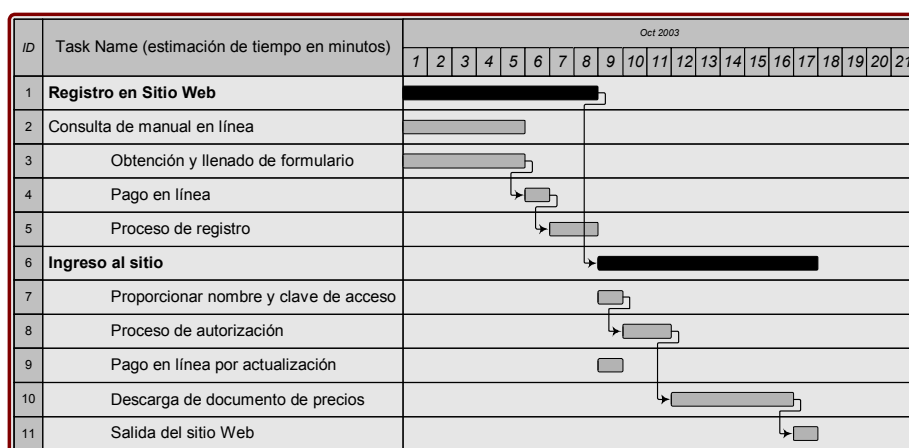 ID Task Name (estimación de tiempo en minutos) Oct 2003
1 2 3 4 5 6 7 8 9 10 11 12 13 14 15 16 17 18 19 20 21
1 Registro en Sitio Web
2 Consulta de manual en línea
3 Obtención y llenado de formulario
4 Pago en línea
5 Proceso de registro
6 Ingreso al sitio
7 Proporcionar nombre y clave de acceso
8 Proceso de autorización
9 Pago en línea por actualización
10 Descarga de documento de precios
11 Salida del sitio Web